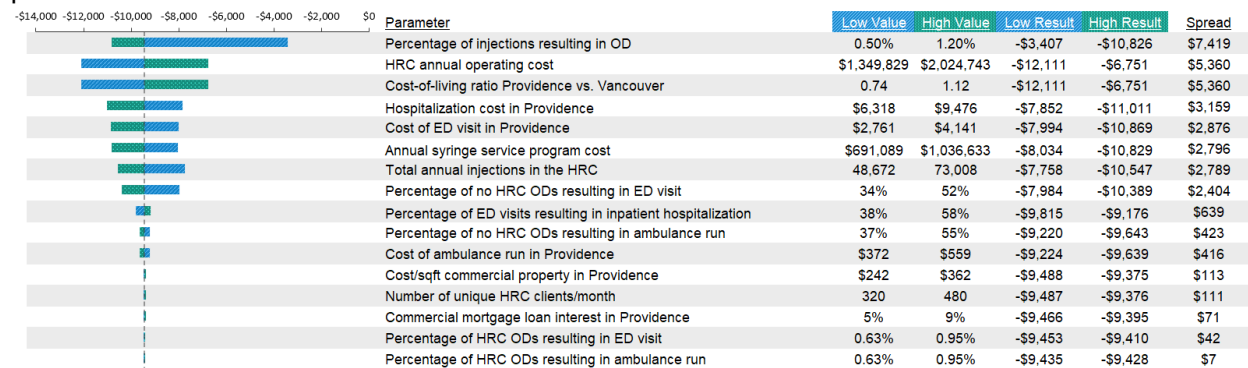 -$14,000 -$12,000 -$10,000 -$8,000 -$6,000 -$4,000 -$2,000 $0 Parameter Low Value High Value Low Result High Result Spread
Percentage of injections resulting in OD 0.50% 1.20% -$3,407 -$10,826 $7,419
HRC annual operating cost $1,349,829 $2,024,743 -$12,111 -$6,751 $5,360
Cost-of-living ratio Providence vs. Vancouver 0.74 1.12 -$12,111 -$6,751 $5,360
Hospitalization cost in Providence $6,318 $9,476 -$7,852 -$11,011 $3,159
Cost of ED visit in Providence $2,761 $4,141 -$7,994 -$10,869 $2,876
Annual syringe service program cost $691,089 $1,036,633 -$8,034 -$10,829 $2,796
Total annual injections in the HRC 48,672 73,008 -$7,758 -$10,547 $2,789
Percentage of no HRC ODs resulting in ED visit 34% 52% -$7,984 -$10,389 $2,404
Percentage of ED visits resulting in inpatient hospitalization 38% 58% -$9,815 -$9,176 $639
Percentage of no HRC ODs resulting in ambulance run 37% 55% -$9,220 -$9,643 $423
Cost of ambulance run in Providence $372 $559 -$9,224 -$9,639 $416
Cost/sqft commercial property in Providence $242 $362 -$9,488 -$9,375 $113
Number of unique HRC clients/month 320 480 -$9,487 -$9,376 $111
Commercial mortgage loan interest in Providence 5% 9% -$9,466 -$9,395 $71
Percentage of HRC ODs resulting in ED visit 0.63% 0.95% -$9,453 -$9,410 $42
Percentage of HRC ODs resulting in ambulance run 0.63% 0.95% -$9,435 -$9,428 $7